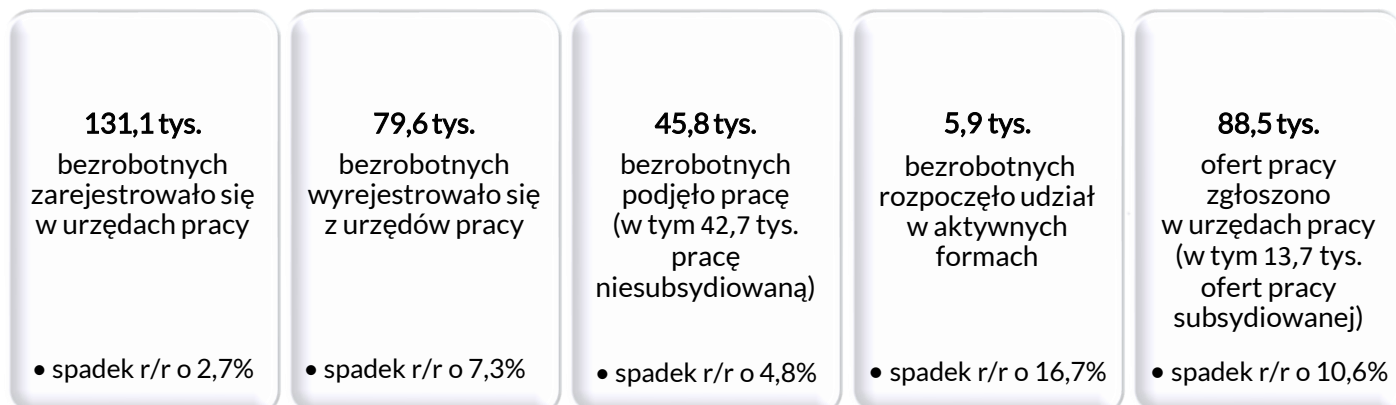 131,1 tys.
bezrobotnych
zarejestrowało się
w urzędach pracy
• spadek r/r o 2,7%
79,6 tys.
bezrobotnych
wyrejestrowało się
z urzędów pracy
• spadek r/r o 7,3%
45,8 tys.
bezrobotnych
podjęło pracę
(w tym 42,7 tys.
pracę
niesubsydiowaną)
• spadek r/r o 4,8%
5,9 tys.
bezrobotnych
rozpoczęło udział
w aktywnych
formach
• spadek r/r o 16,7%
88,5 tys.
ofert pracy
zgłoszono
w urzędach pracy
(w tym 13,7 tys.
ofert pracy
subsydiowanej)
• spadek r/r o 10,6%